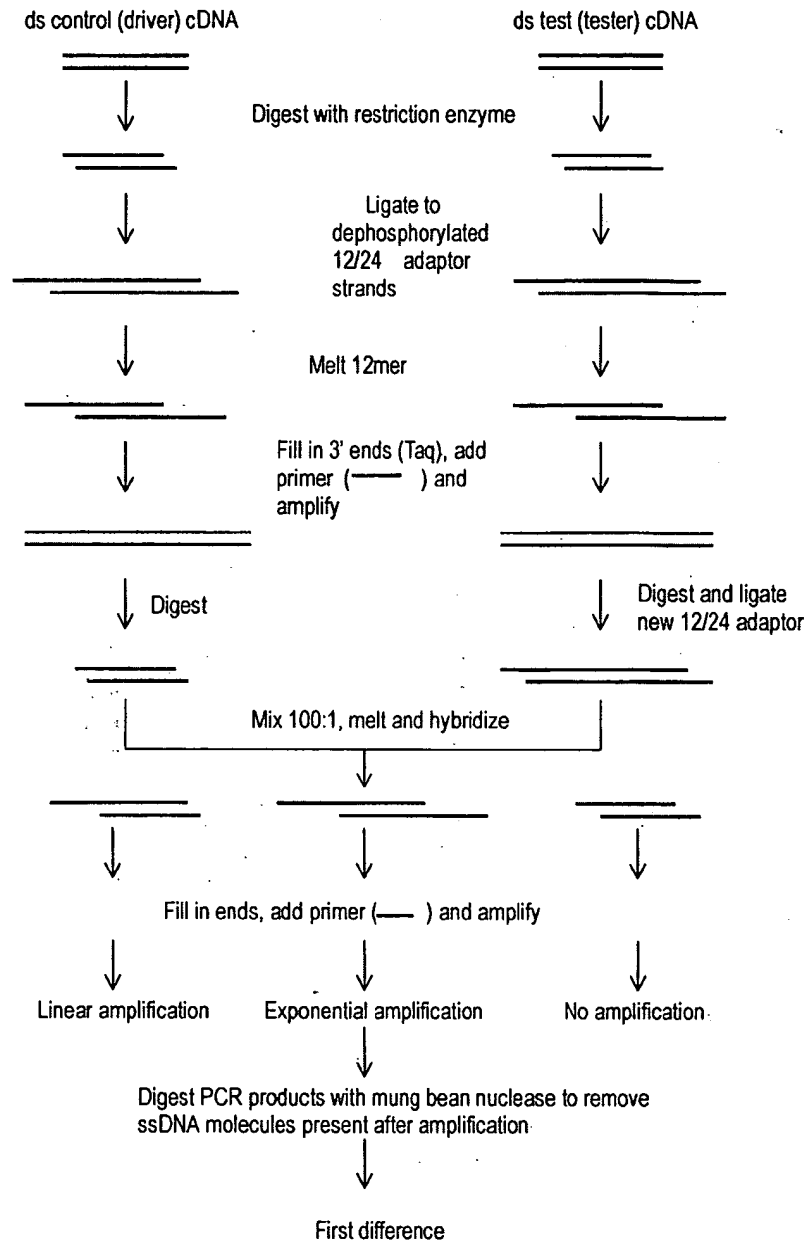 ds control (driver) cDNA
ds test (tester) cDNA
Digest with restriction enzyme
Ligate to
dephosphorylated
12/24 adaptor
strands
Melt 12mer
Fill in 3' ends (Taq), add
primer ( ) and
amplify
Digest
Digest and ligate
new 12/24 adaptor
Mix 100:1, melt and hybridize
Fill in ends, add primer ( ) and amplify
Linear amplification
Exponential amplification
No amplification
Digest PCR products with mung bean nuclease to remove
ssDNA molecules present after amplification
First difference